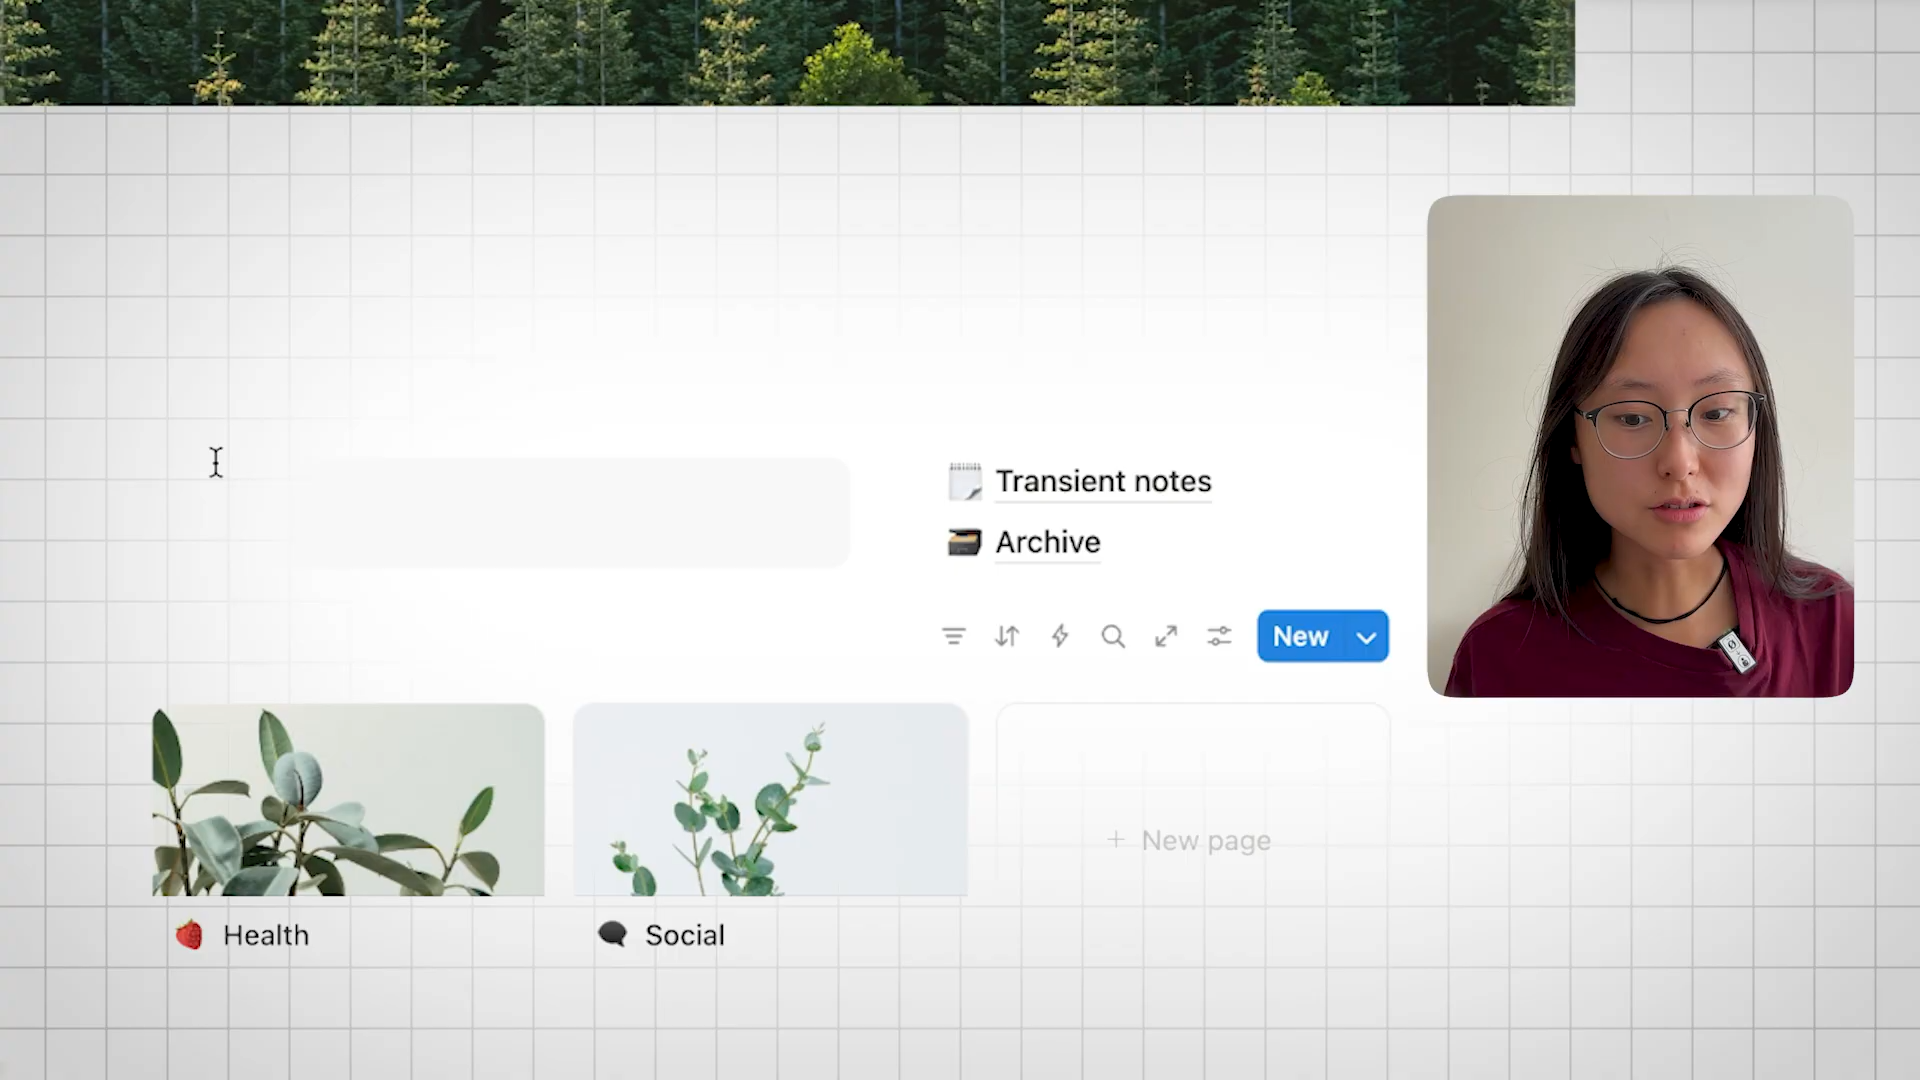 Transient notes
Archive
New
+ New page
Health
Social